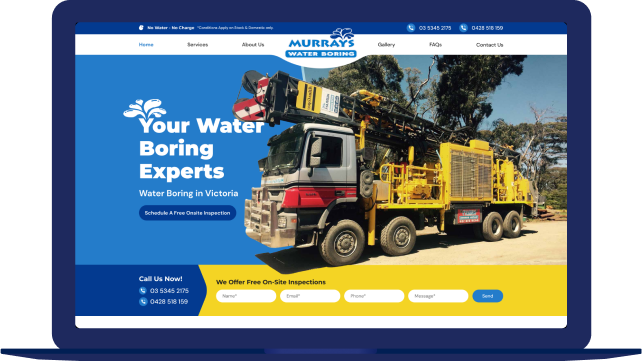 No Water - No Charge *Conditions Apply on Stock & Domestic only
03 5345 2175
0428 518 159
Home
Services
About Us
MURRAYS
WATER BORING
Gallery
FAQs
Contact Us
Your Water
Boring
Experts
Water Boring in Victoria
Schedule A Free Onsite Inspection
Call Us Now!
03 5345 2175
0428 518 159
We Offer Free On-Site Inspections
Name*
Email*
Phone*
Message*
Send